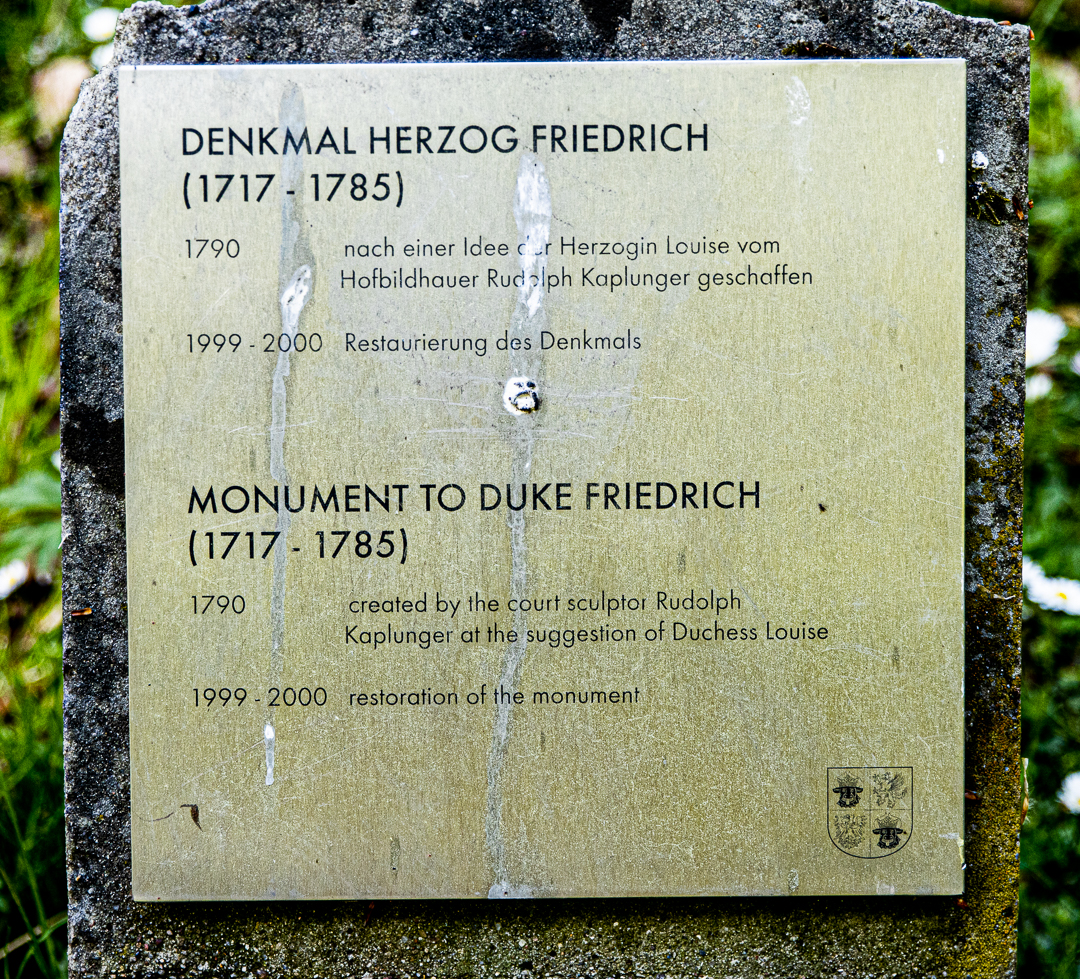 DENKMAL HERZOG FRIEDRICH
(1717 - 1785)
1790 nach einer Idee der Herzogin Louise vom
Hofbildhauer Rudolph Kaplunger geschaffen
1999 - 2000 Restaurierung des Denkmals
MONUMENT TO DUKE FRIEDRICH
(1717 - 1785)
1790 created by the court sculptor Rudolph
Kaplunger at the suggestion of Duchess Louise
1999 - 2000 restoration of the monument